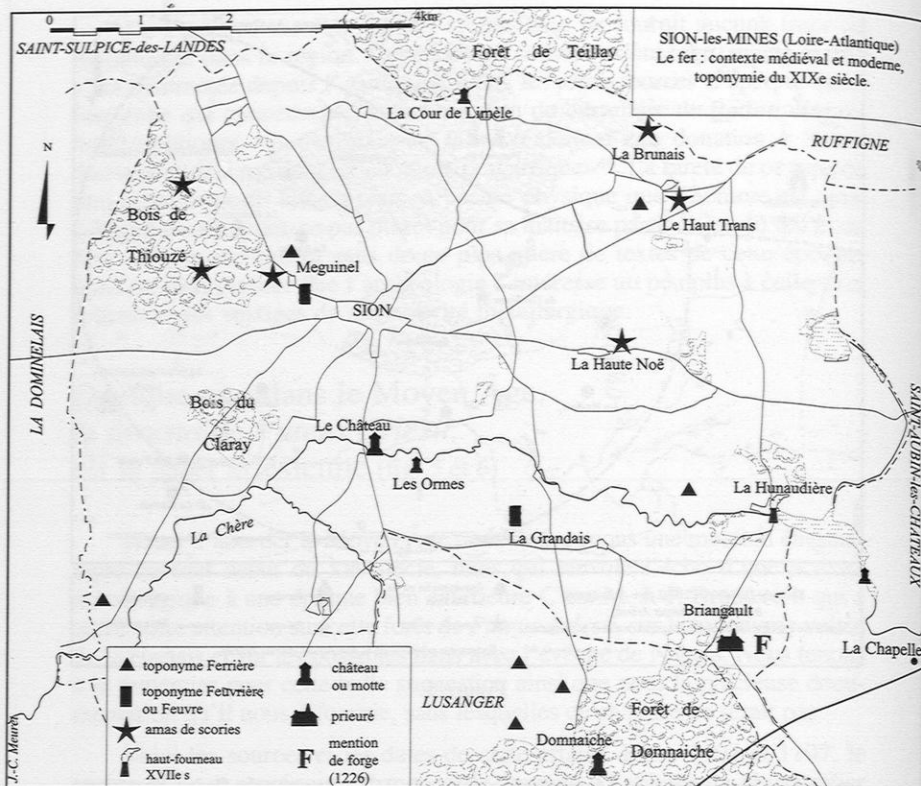 0 1 2 4km
SAINT-SULPICE-des-LANDES
Forêt de Teillay
SION-les-MINES (Loire-Atlantique)
Le fer : contexte médiéval et moderne,
toponymie du XIXe siècle.
La Cour de Limèle
La Brunais
RUFFIGNE
N
Bois de
Thiouzé
Le Haut Trans
Meguinel
SION
LA DOMINELAIS
La Haute Noë
Bois du
Claray
Le Château
Les Ormes
La Hunaudière
SAINT-AUBIN-les-CHATEAUX
La Chère
La Grandais
Briangault
F
La Chapelle
toponyme Ferrière
château
ou motte
toponyme Feuvrière
ou Feuvre
LUSANGER
prieuré
amas de scories
Forêt de
Domnaiche
Domnaiche
haut-fourneau
XVIIe s
F
mention
de forge
(1226)
J.-C. Meuret